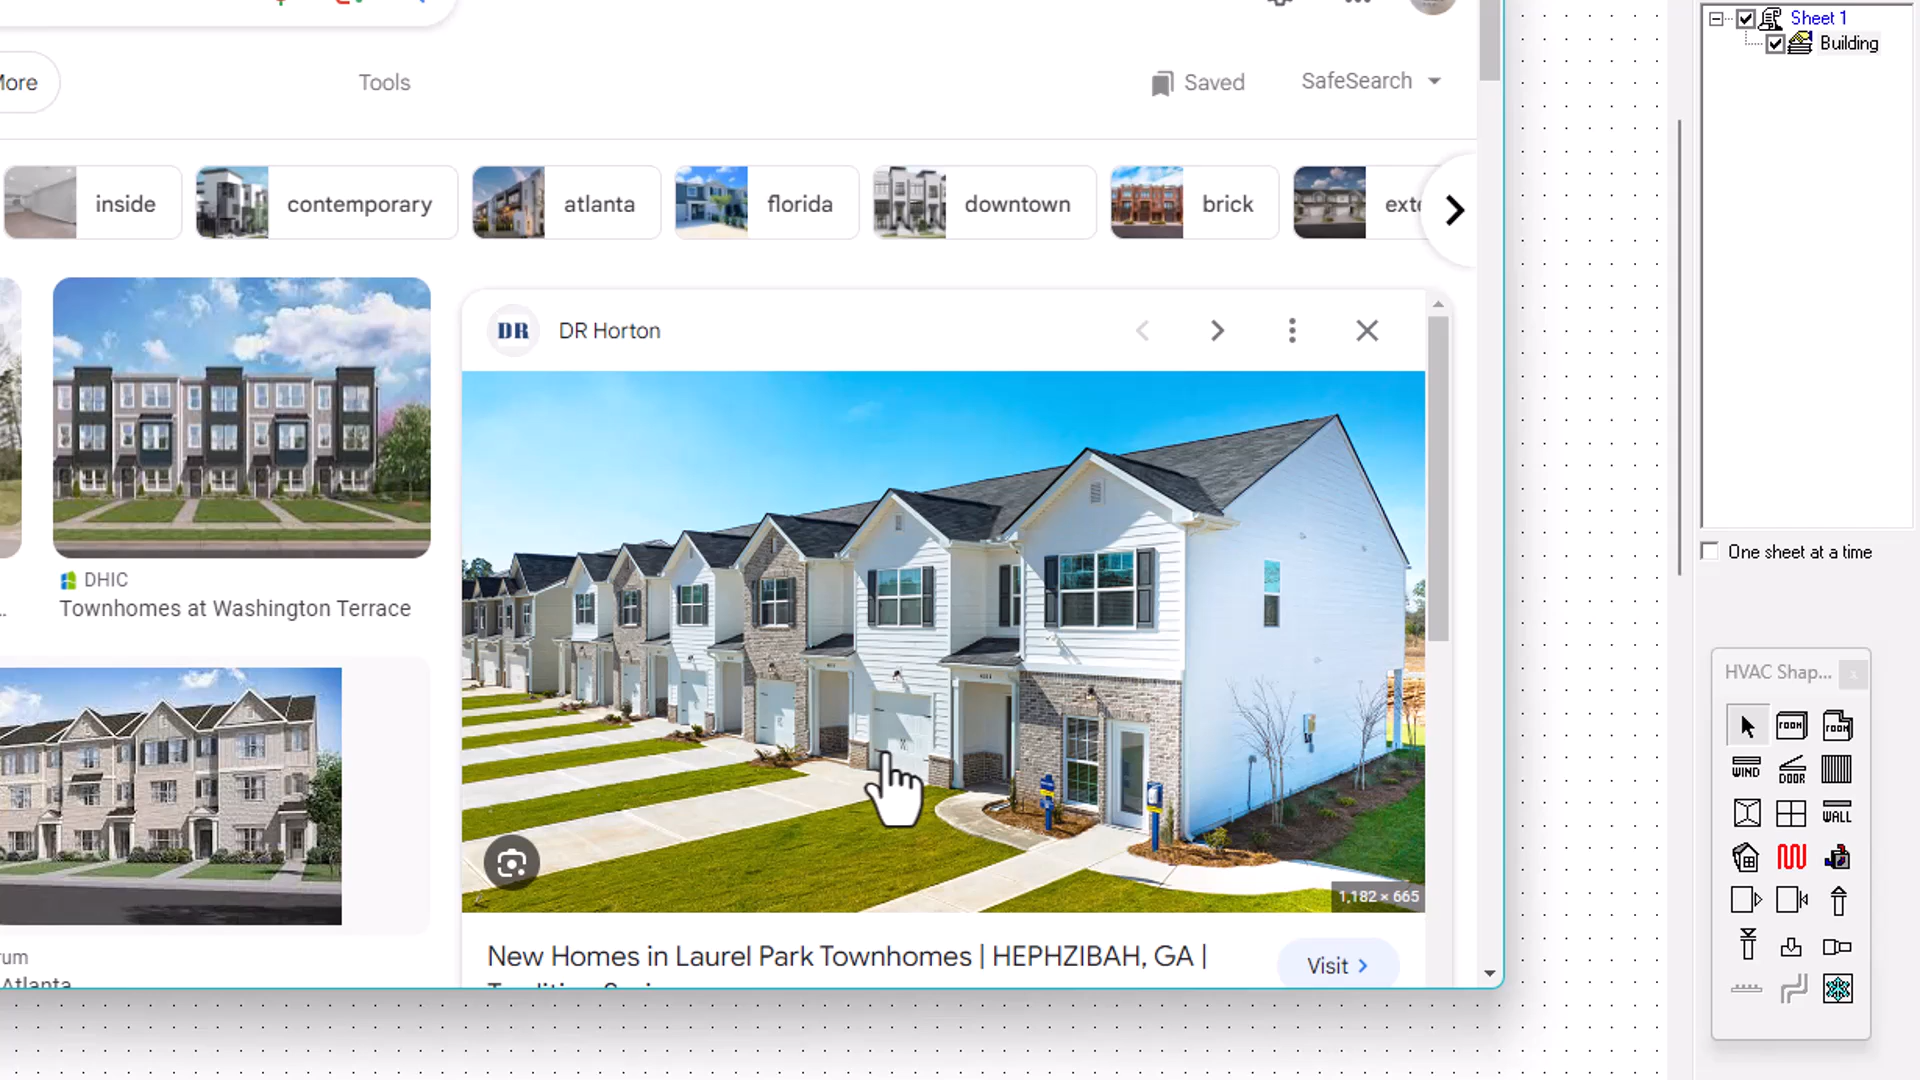 Sheet 1
Building
More
Tools
Saved
SafeSearch
inside
contemporary
atlanta
florida
downtown
brick
exte
DR
DR Horton
DHIC
Townhomes at Washington Terrace
1,182 × 665
New Homes in Laurel Park Townhomes | HEPHZIBAH, GA |
Visit
Atlanta
One sheet at a time
HVAC Shap...
x
ROOM
ROOM
WIND
DOOR
WALL